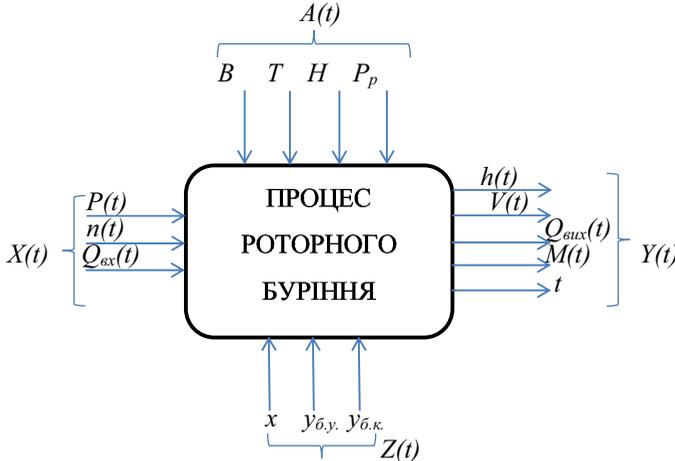 A(t)
B T H Pp
ПРОЦЕС
РОТОРНОГО
БУРІННЯ
X(t)
P(t)
n(t)
Qвх(t)
h(t)
V(t)
Qвих(t)
M(t)
t
Y(t)
x yб.у. yб.к.
Z(t)